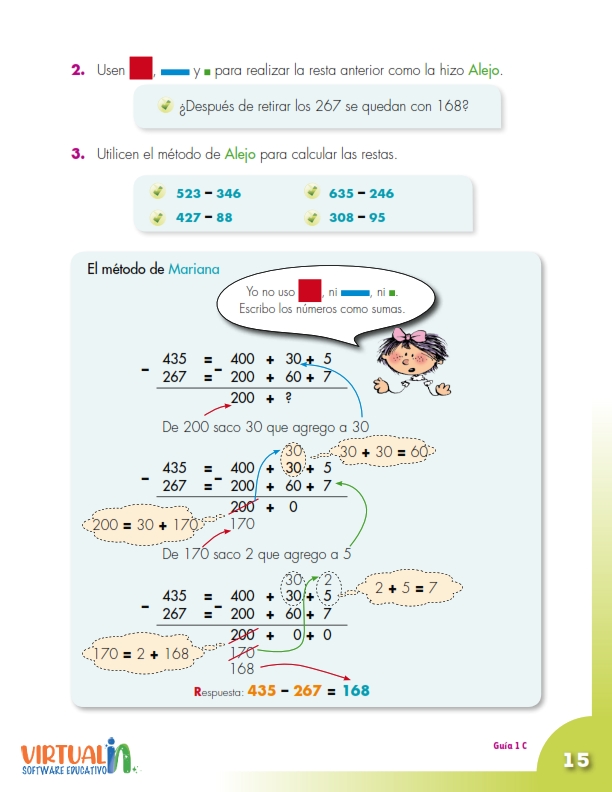 2. Usen , y para realizar la resta anterior como la hizo Alejo.
¿Después de retirar los 267 se quedan con 168?
3. Utilicen el método de Alejo para calcular las restas.
523 – 346
635 – 246
427 – 88
308 – 95
El método de Mariana
Yo no uso , ni , ni .
Escribo los números como sumas.
– 435 = – 400 + 30 + 5
267 = 200 + 60 + 7
200 + ?
De 200 saco 30 que agrego a 30
30
30 + 30 = 60
– 435 = – 400 + 30 + 5
267 = 200 + 60 + 7
200 + 0
200 = 30 + 170
170
De 170 saco 2 que agrego a 5
30 2
2 + 5 = 7
– 435 = – 400 + 30 + 5
267 = 200 + 60 + 7
200 + 0 + 0
170 = 2 + 168
170
168
Respuesta: 435 – 267 = 168
VIRTUAL in
SOFTWARE EDUCATIVO
Guía 1 C
15